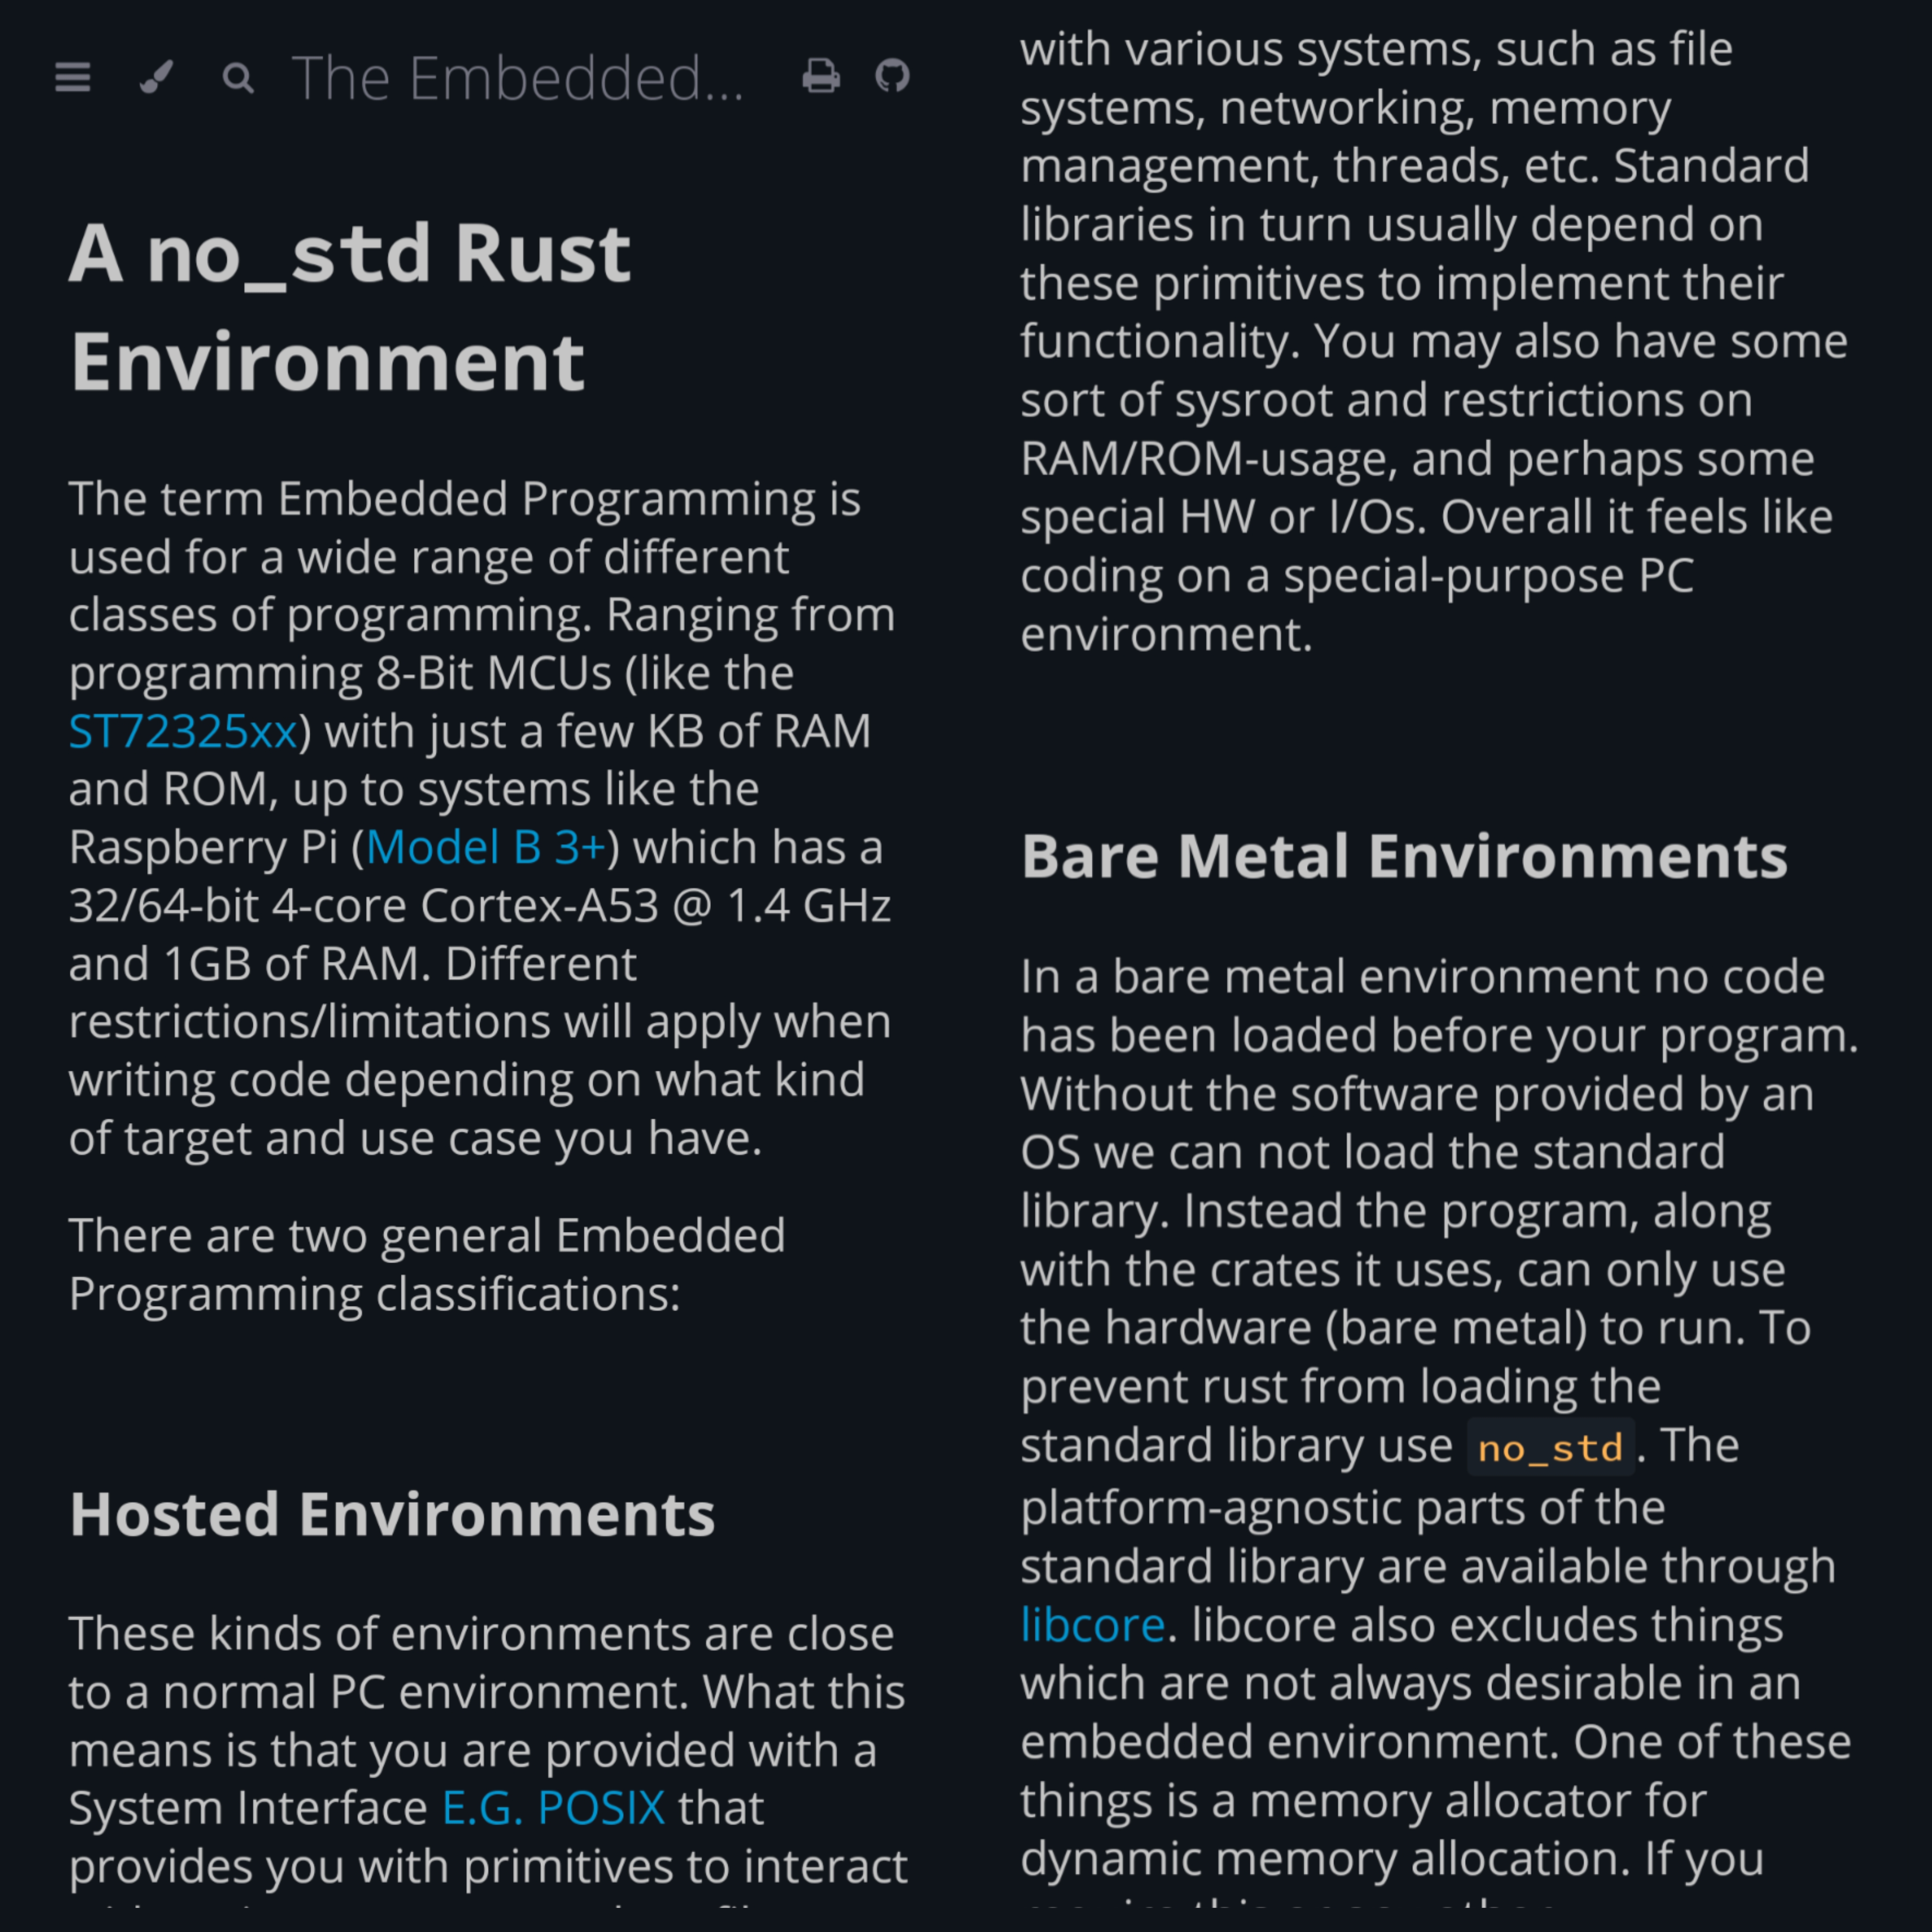 The Embedded...
A no_std Rust
Environment
The term Embedded Programming is
used for a wide range of different
classes of programming. Ranging from
programming 8-Bit MCUs (like the
ST72325xx) with just a few KB of RAM
and ROM, up to systems like the
Raspberry Pi (Model B 3+) which has a
32/64-bit 4-core Cortex-A53 @ 1.4 GHz
and 1GB of RAM. Different
restrictions/limitations will apply when
writing code depending on what kind
of target and use case you have.
There are two general Embedded
Programming classifications:
Hosted Environments
These kinds of environments are close
to a normal PC environment. What this
means is that you are provided with a
System Interface E.G. POSIX that
provides you with primitives to interact
with various systems, such as file
systems, networking, memory
management, threads, etc. Standard
libraries in turn usually depend on
these primitives to implement their
functionality. You may also have some
sort of sysroot and restrictions on
RAM/ROM-usage, and perhaps some
special HW or I/Os. Overall it feels like
coding on a special-purpose PC
environment.
Bare Metal Environments
In a bare metal environment no code
has been loaded before your program.
Without the software provided by an
OS we can not load the standard
library. Instead the program, along
with the crates it uses, can only use
the hardware (bare metal) to run. To
prevent rust from loading the
standard library use no_std. The
platform-agnostic parts of the
standard library are available through
libcore. libcore also excludes things
which are not always desirable in an
embedded environment. One of these
things is a memory allocator for
dynamic memory allocation. If you